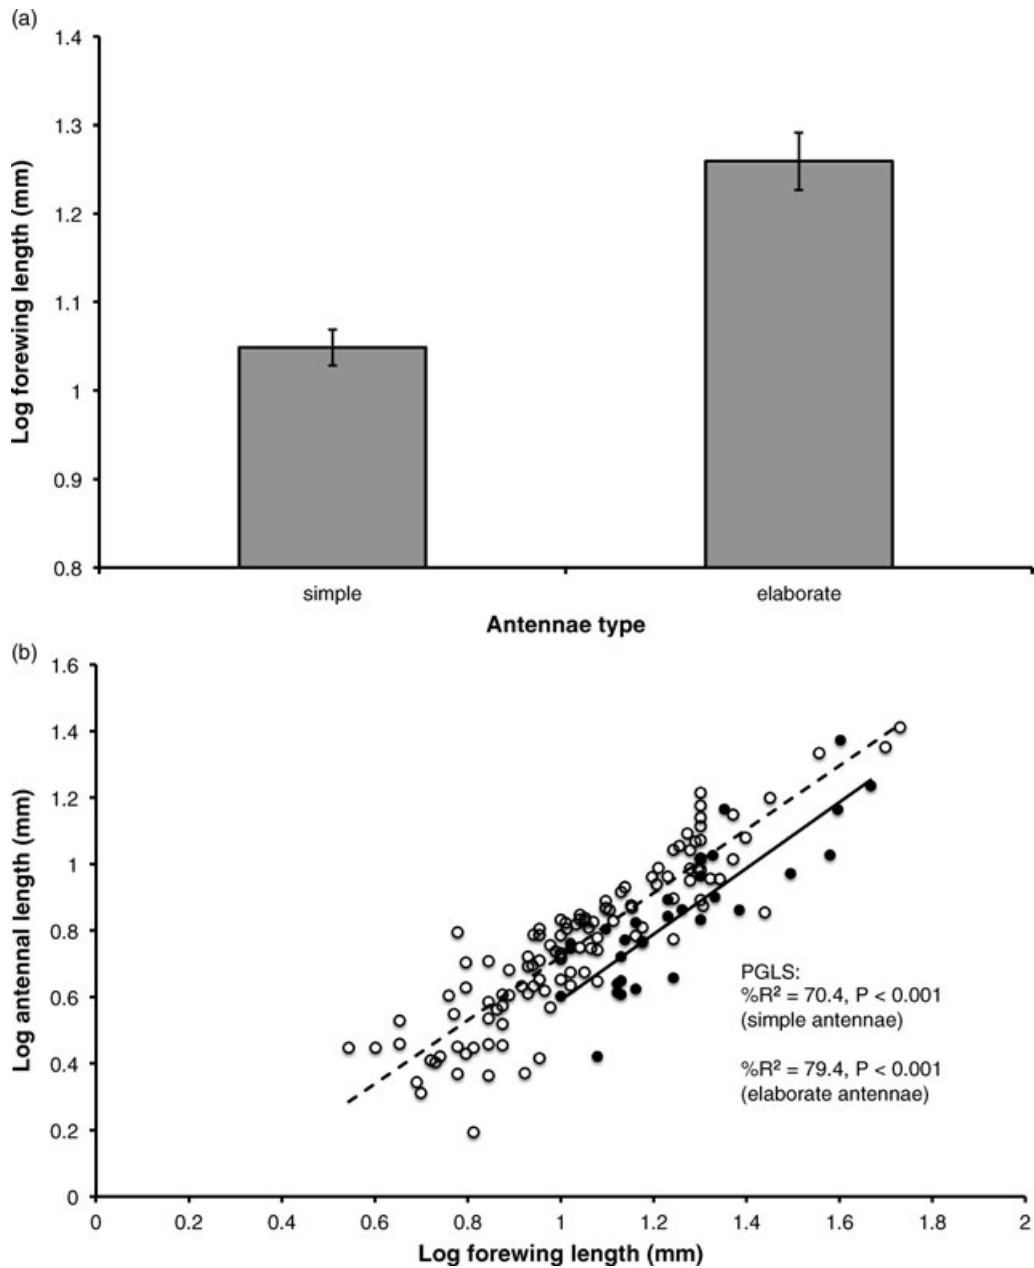 (a)
1.4
1.3
1.2
1.1
1
0.9
0.8
Log forewing length (mm)
simple elaborate
Antennae type
(b)
1.6
1.4
1.2
1
0.8
0.6
0.4
0.2
0
Log antennal length (mm)
PGLS:
%R² = 70.4, P < 0.001
(simple antennae)
%R² = 79.4, P < 0.001
(elaborate antennae)
0 0.2 0.4 0.6 0.8 1 1.2 1.4 1.6 1.8 2
Log forewing length (mm)